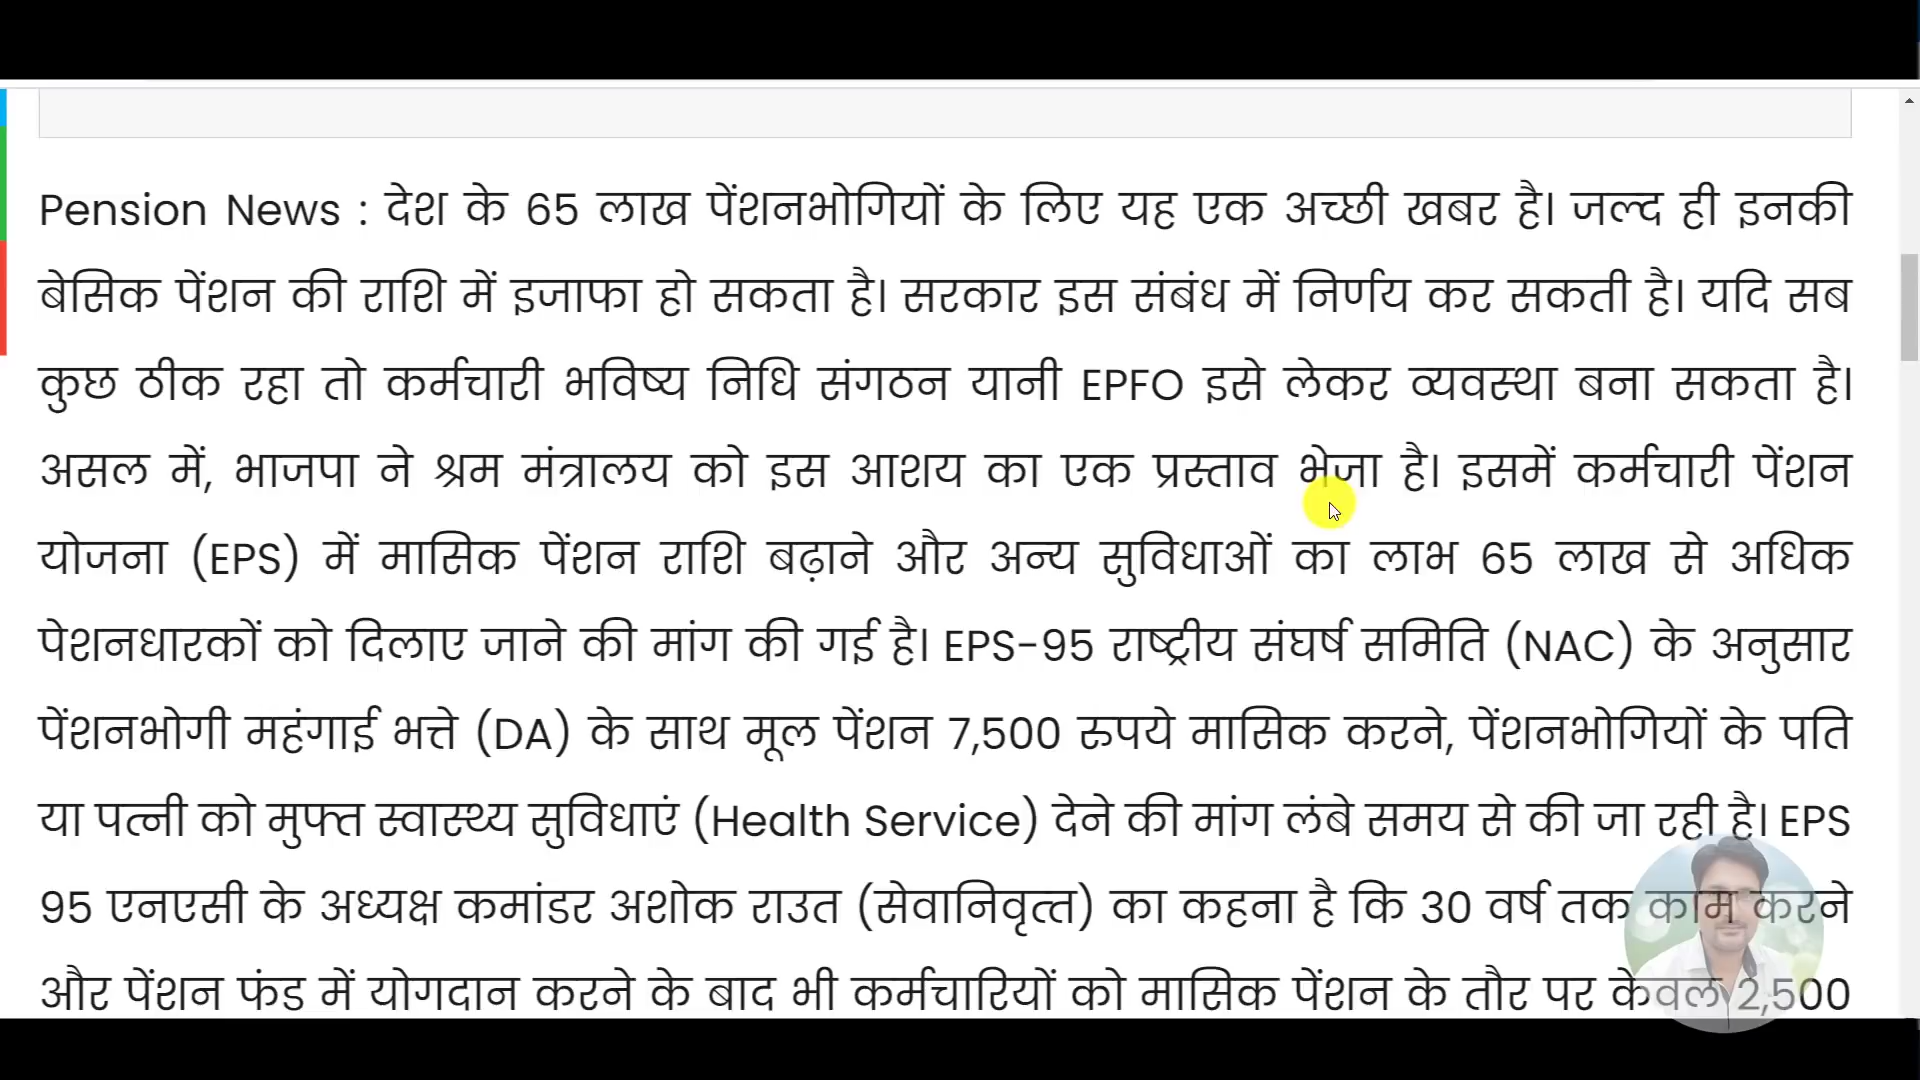 Pension News : देश के 65 लाख पेंशनभोगियों के लिए यह एक अच्छी खबर है। जल्द ही इनकी
बेसिक पेंशन की राशि में इजाफा हो सकता है। सरकार इस संबंध में निर्णय कर सकती है। यदि सब
कुछ ठीक रहा तो कर्मचारी भविष्य निधि संगठन यानी EPFO इसे लेकर व्यवस्था बना सकता है।
असल में, भाजपा ने श्रम मंत्रालय को इस आशय का एक प्रस्ताव भेजा है। इसमें कर्मचारी पेंशन
योजना (EPS) में मासिक पेंशन राशि बढ़ाने और अन्य सुविधाओं का लाभ 65 लाख से अधिक
पेशनधारकों को दिलाए जाने की मांग की गई है। EPS-95 राष्ट्रीय संघर्ष समिति (NAC) के अनुसार
पेंशनभोगी महंगाई भत्ते (DA) के साथ मूल पेंशन 7,500 रुपये मासिक करने, पेंशनभोगियों के पति
या पत्नी को मुफ्त स्वास्थ्य सुविधाएं (Health Service) देने की मांग लंबे समय से की जा रही है। EPS
95 एनएसी के अध्यक्ष कमांडर अशोक राउत (सेवानिवृत्त) का कहना है कि 30 वर्ष तक काम करने
और पेंशन फंड में योगदान करने के बाद भी कर्मचारियों को मासिक पेंशन के तौर पर केवल 2,500